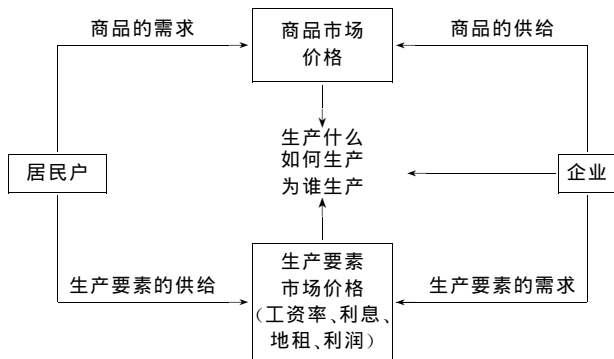 商品的需求
商品市场
价格
商品的供给
生产什么
如何生产
为谁生产
居民户
企业
生产要素的供给
生产要素
市场价格
(工资率、利息、
地租、利润)
生产要素的需求